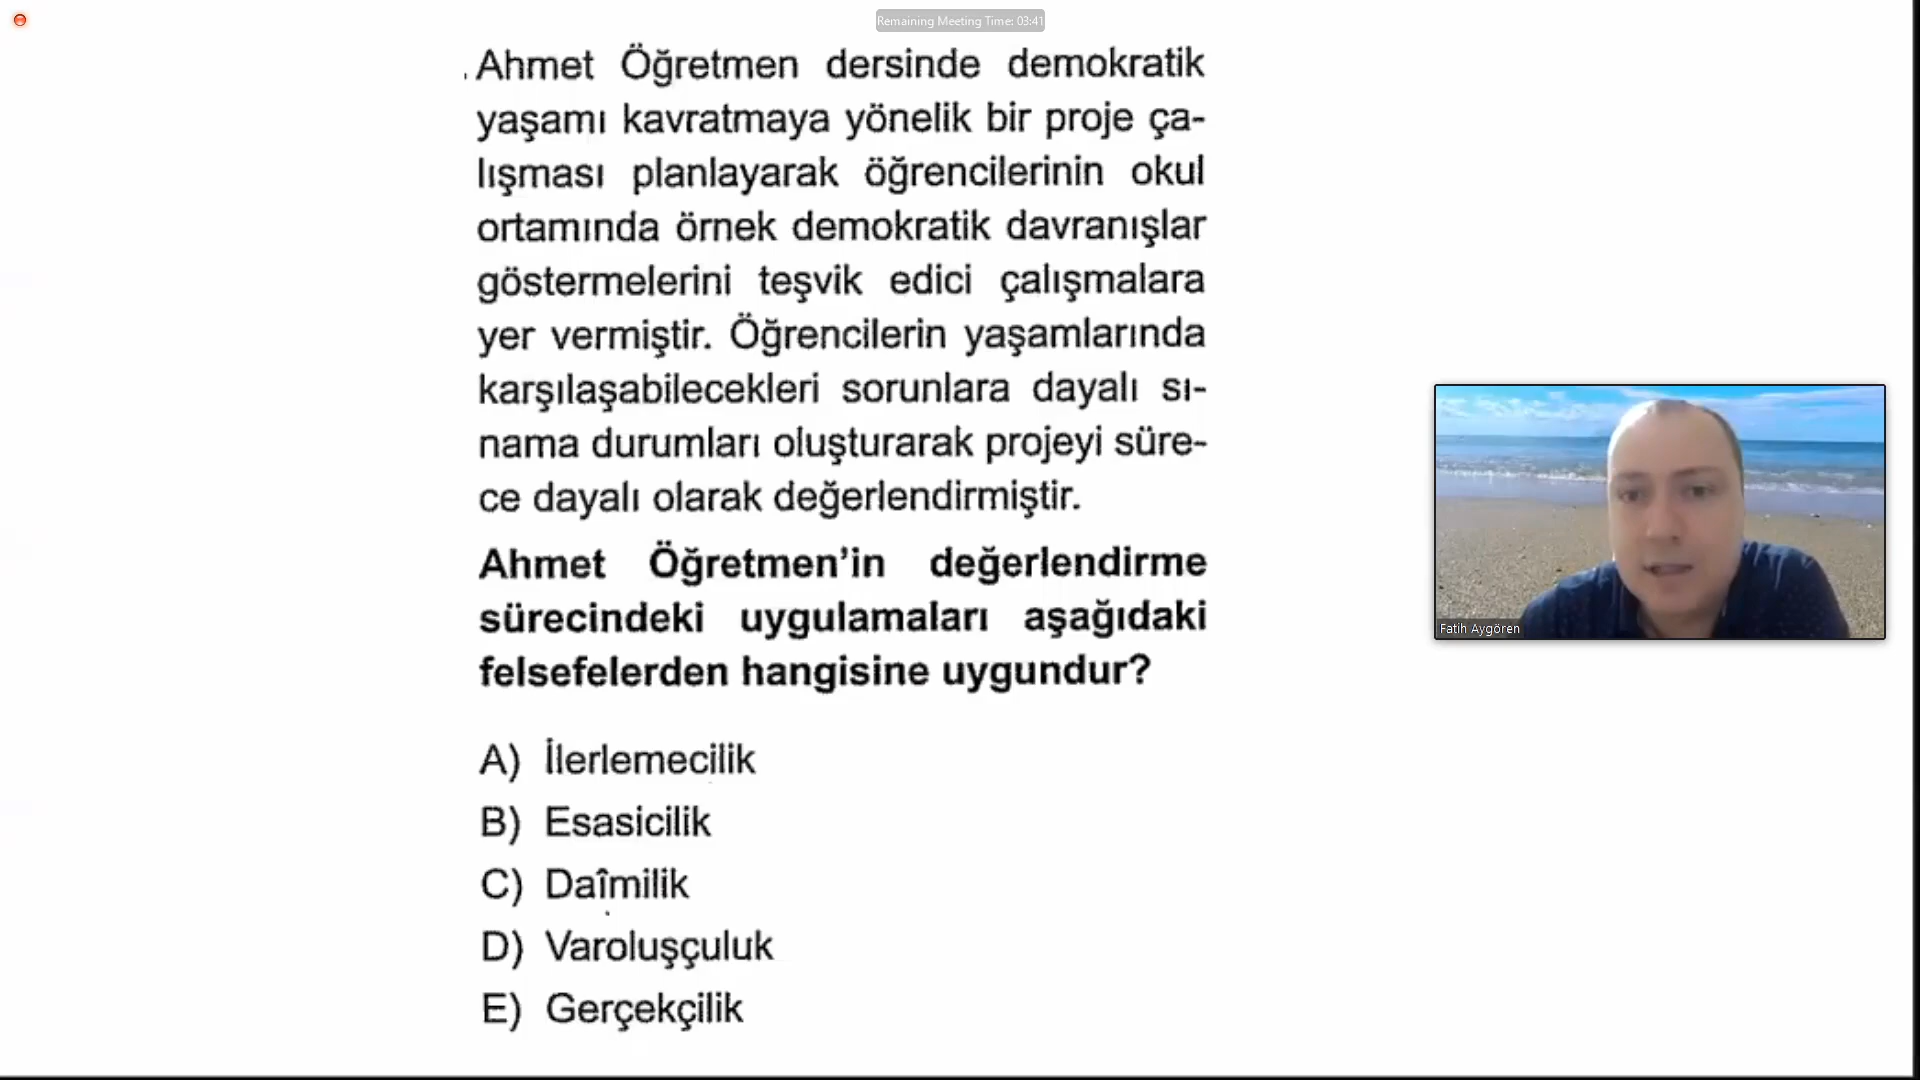 Remaining Meeting Time: 03:41
Ahmet Öğretmen dersinde demokratik
yaşamı kavratmaya yönelik bir proje ça-
lışması planlayarak öğrencilerinin okul
ortamında örnek demokratik davranışlar
göstermelerini teşvik edici çalışmalara
yer vermiştir. Öğrencilerin yaşamlarında
karşılaşabilecekleri sorunlara dayalı sı-
nama durumları oluşturarak projeyi süre-
ce dayalı olarak değerlendirmiştir.
Ahmet Öğretmen’in değerlendirme
sürecindeki uygulamaları aşağıdaki
felsefelerden hangisine uygundur?
A) İlerlemecilik
B) Esasicilik
C) Daîmilik
D) Varoluşçuluk
E) Gerçekçilik
Fatih Aygören